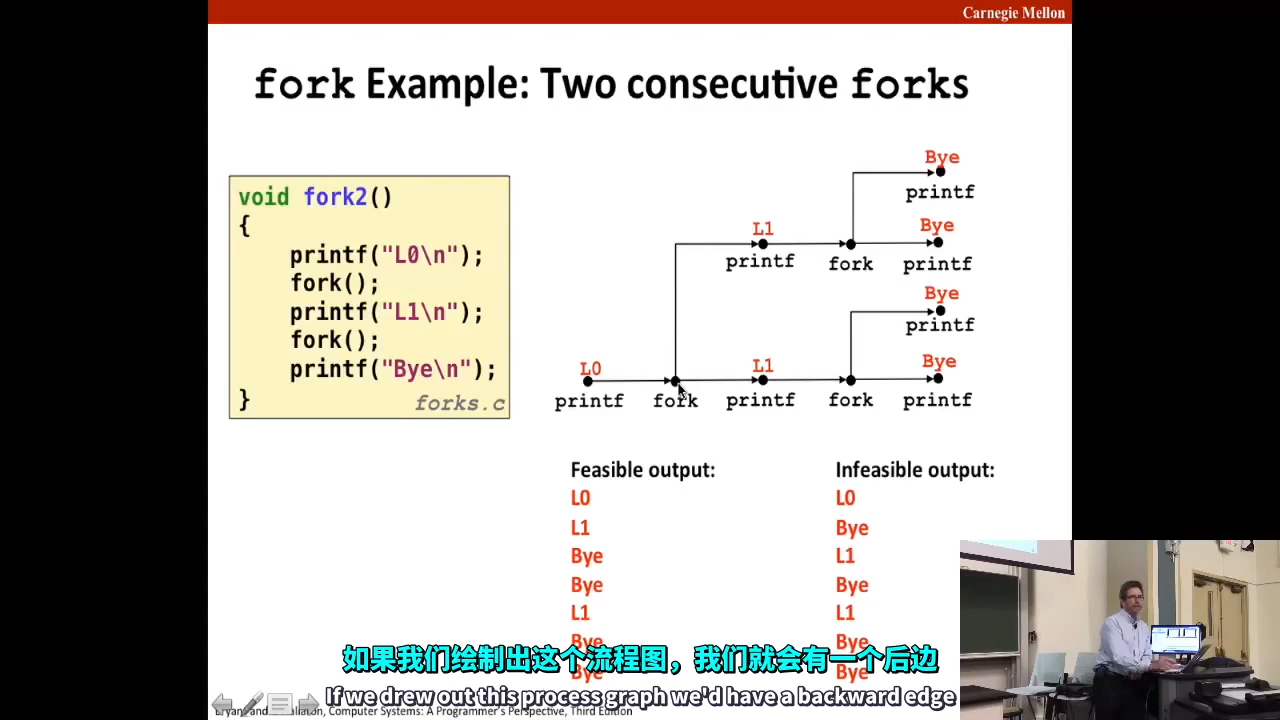 Carnegie Mellon
fork Example: Two consecutive forks
void fork2()
{
printf("L0\n");
fork();
printf("L1\n");
fork();
printf("Bye\n");
}
forks.c
Bye
printf
L1
Bye
printf
fork
printf
Bye
printf
L0
L1
Bye
printf
fork
printf
fork
printf
Feasible output:
L0
L1
Bye
Bye
L1
Bye
Bye
Infeasible output:
L0
Bye
L1
Bye
L1
Bye
Bye
如果我们绘制出这个流程图，我们就会有一个后边
If we drew out this process graph we'd have a backward edge
Computer Systems: A Programmer's Perspective, Third Edition